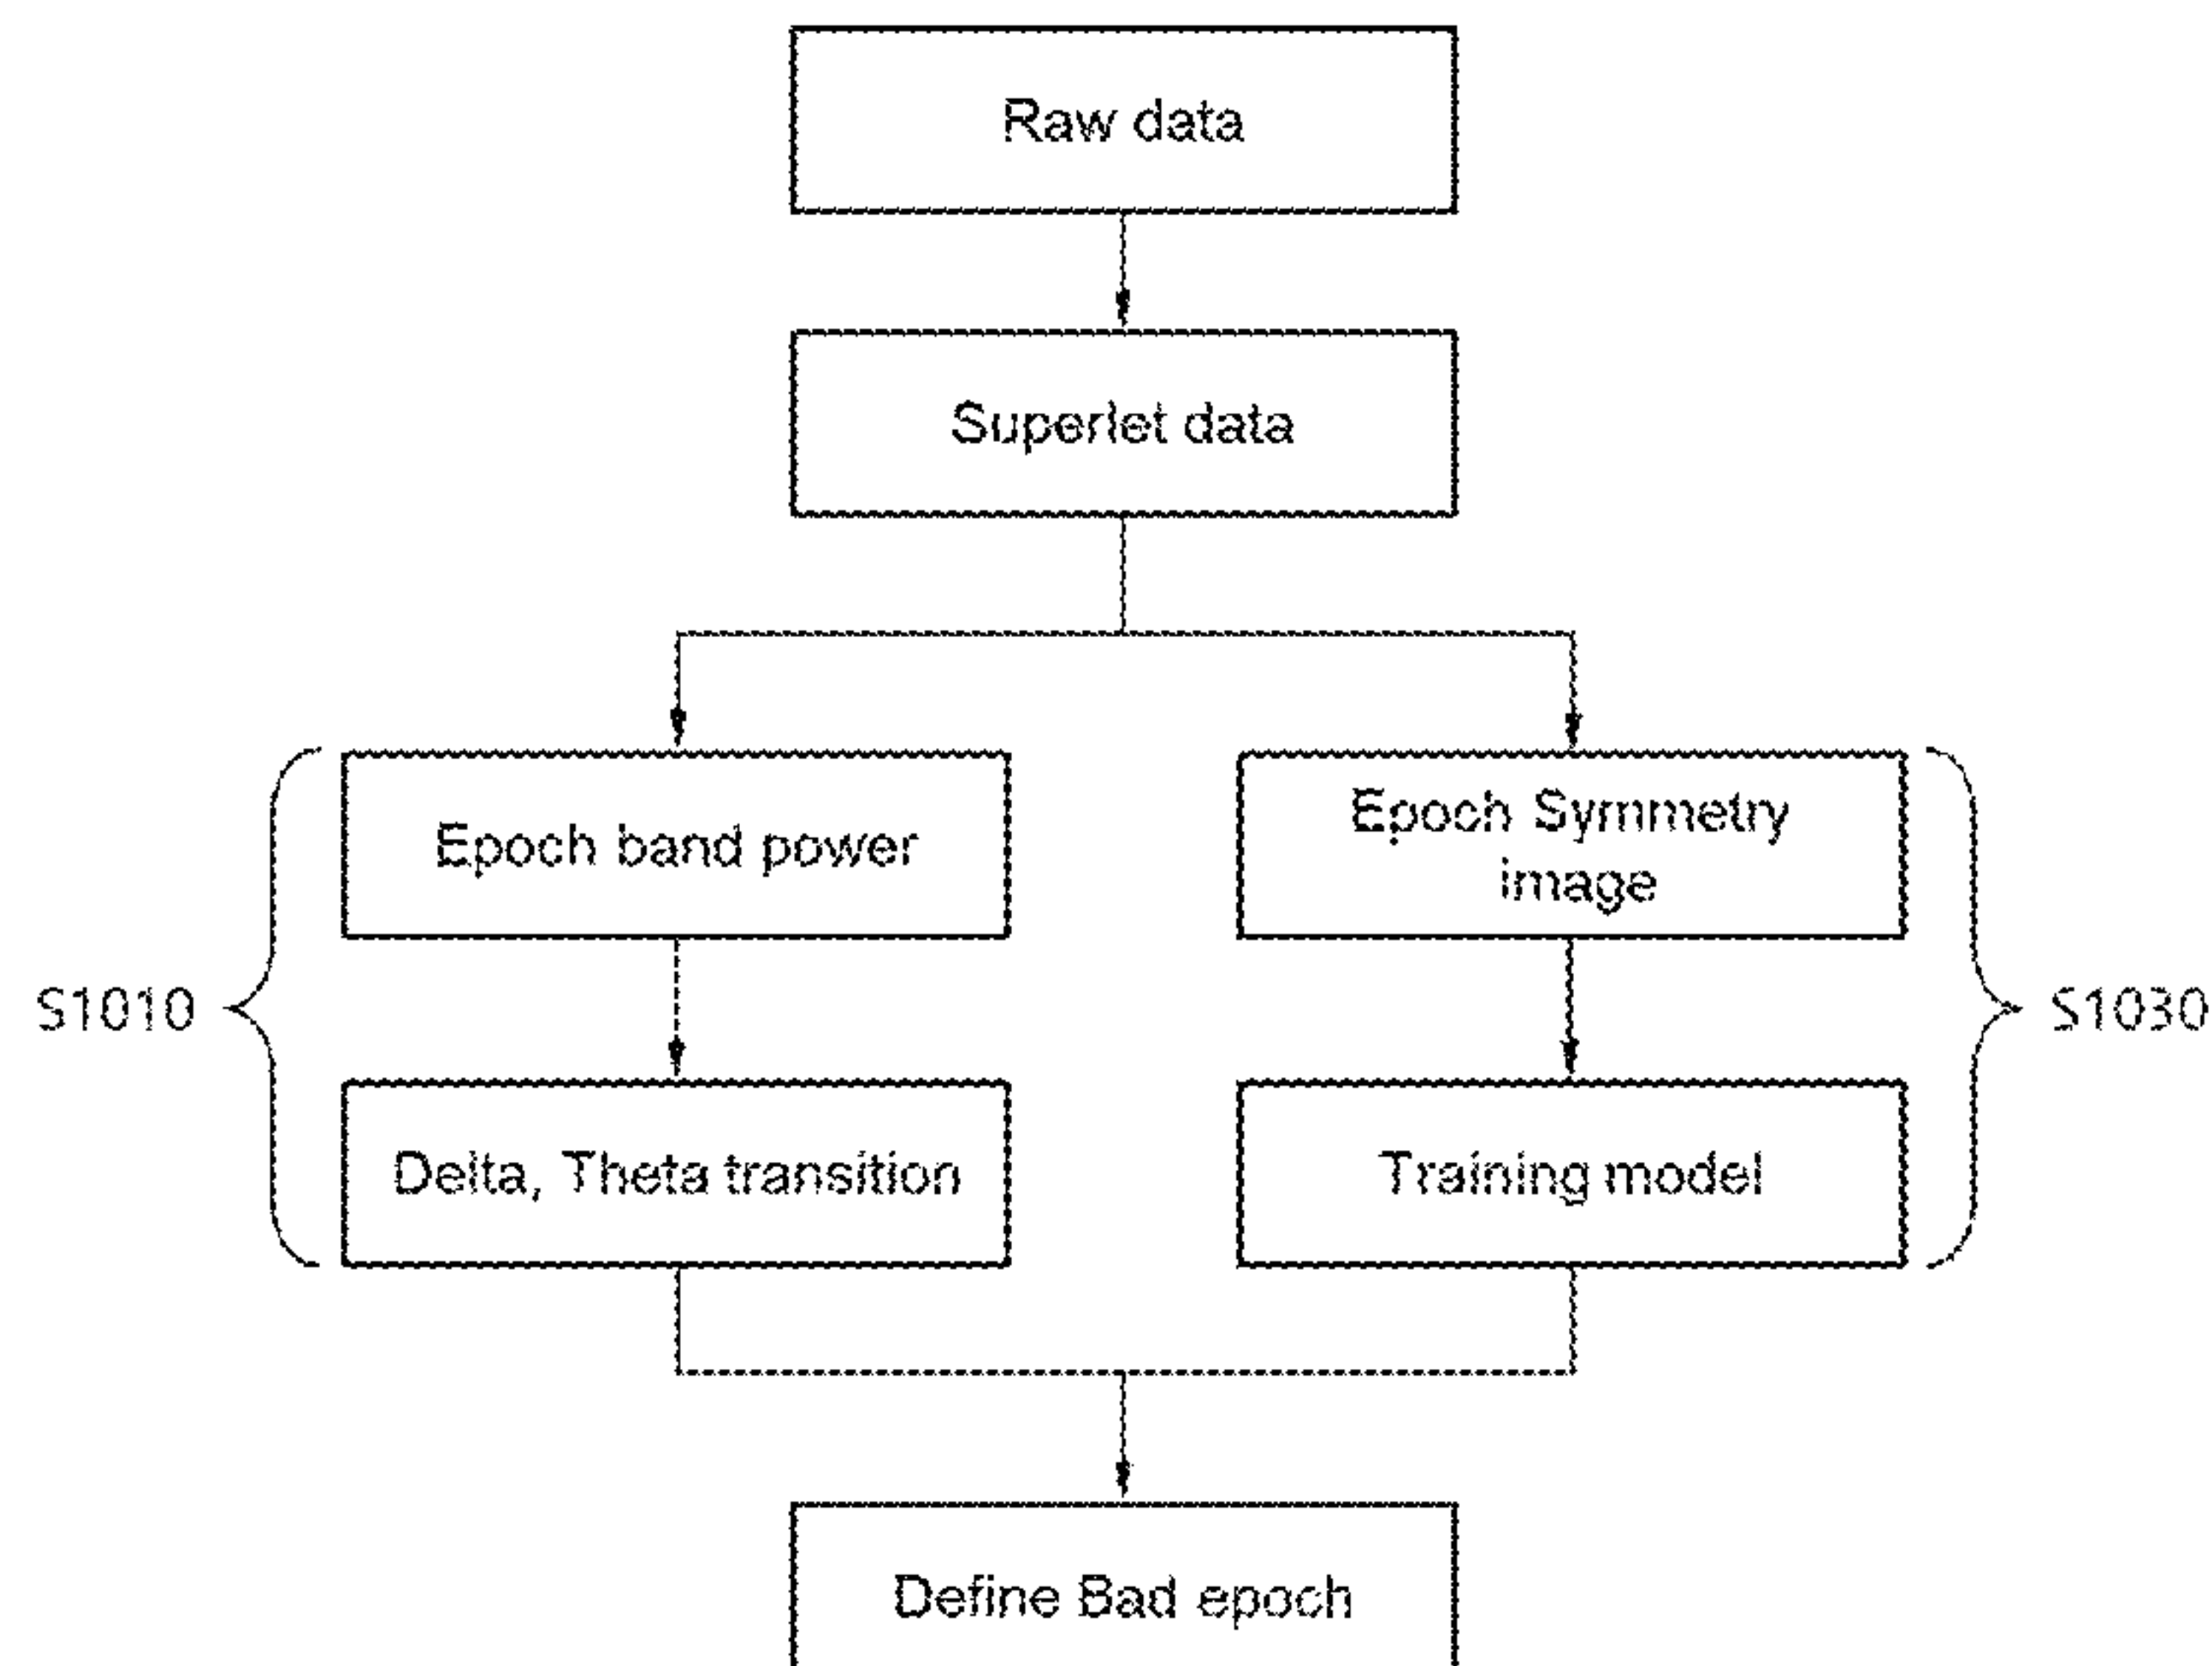 Raw data
Superlet data
Epoch band power
Epoch Symmetry
image
S1010
S1030
Delta, Theta transition
Training model
Define Bad epoch